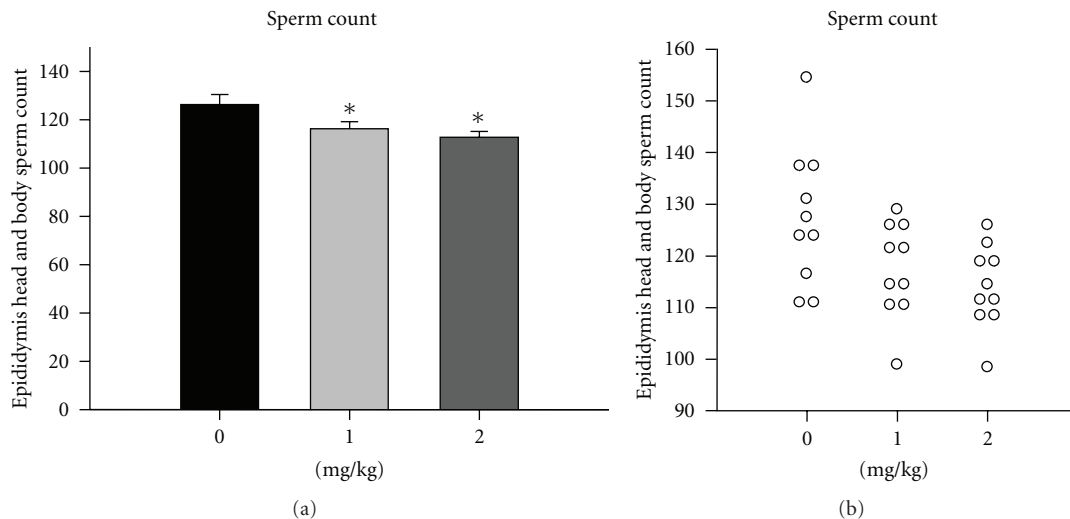 Sperm count
Epididymis head and body sperm count
140
120
100
80
60
40
20
0
*
*
0 1 2
(mg/kg)
(a)
Sperm count
Epididymis head and body sperm count
160
150
140
130
120
110
100
90
0 1 2
(mg/kg)
(b)